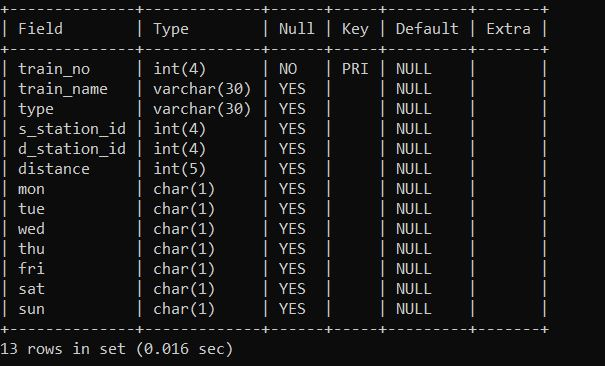 +--------------+-------------+------+-----+---------+-------+
| Field        | Type        | Null | Key | Default | Extra |
+--------------+-------------+------+-----+---------+-------+
| train_no     | int(4)      | NO   | PRI | NULL    |       |
| train_name   | varchar(30) | YES  |     | NULL    |       |
| type         | varchar(30) | YES  |     | NULL    |       |
| s_station_id | int(4)      | YES  |     | NULL    |       |
| d_station_id | int(4)      | YES  |     | NULL    |       |
| distance     | int(5)      | YES  |     | NULL    |       |
| mon          | char(1)     | YES  |     | NULL    |       |
| tue          | char(1)     | YES  |     | NULL    |       |
| wed          | char(1)     | YES  |     | NULL    |       |
| thu          | char(1)     | YES  |     | NULL    |       |
| fri          | char(1)     | YES  |     | NULL    |       |
| sat          | char(1)     | YES  |     | NULL    |       |
| sun          | char(1)     | YES  |     | NULL    |       |
+--------------+-------------+------+-----+---------+-------+
13 rows in set (0.016 sec)